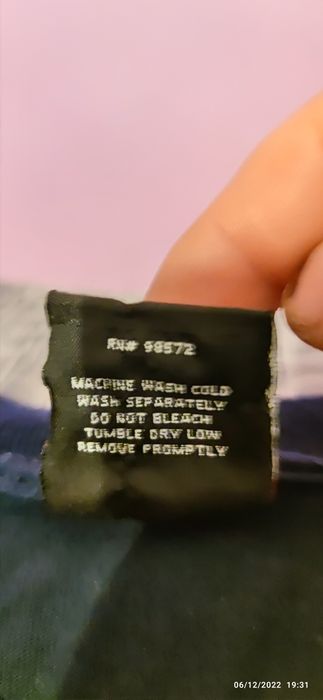 RN# 98572
MACHINE WASH COLD
WASH SEPARATELY
DO NOT BLEACH
TUMBLE DRY LOW
REMOVE PROMPTLY
06/12/2022 19:31